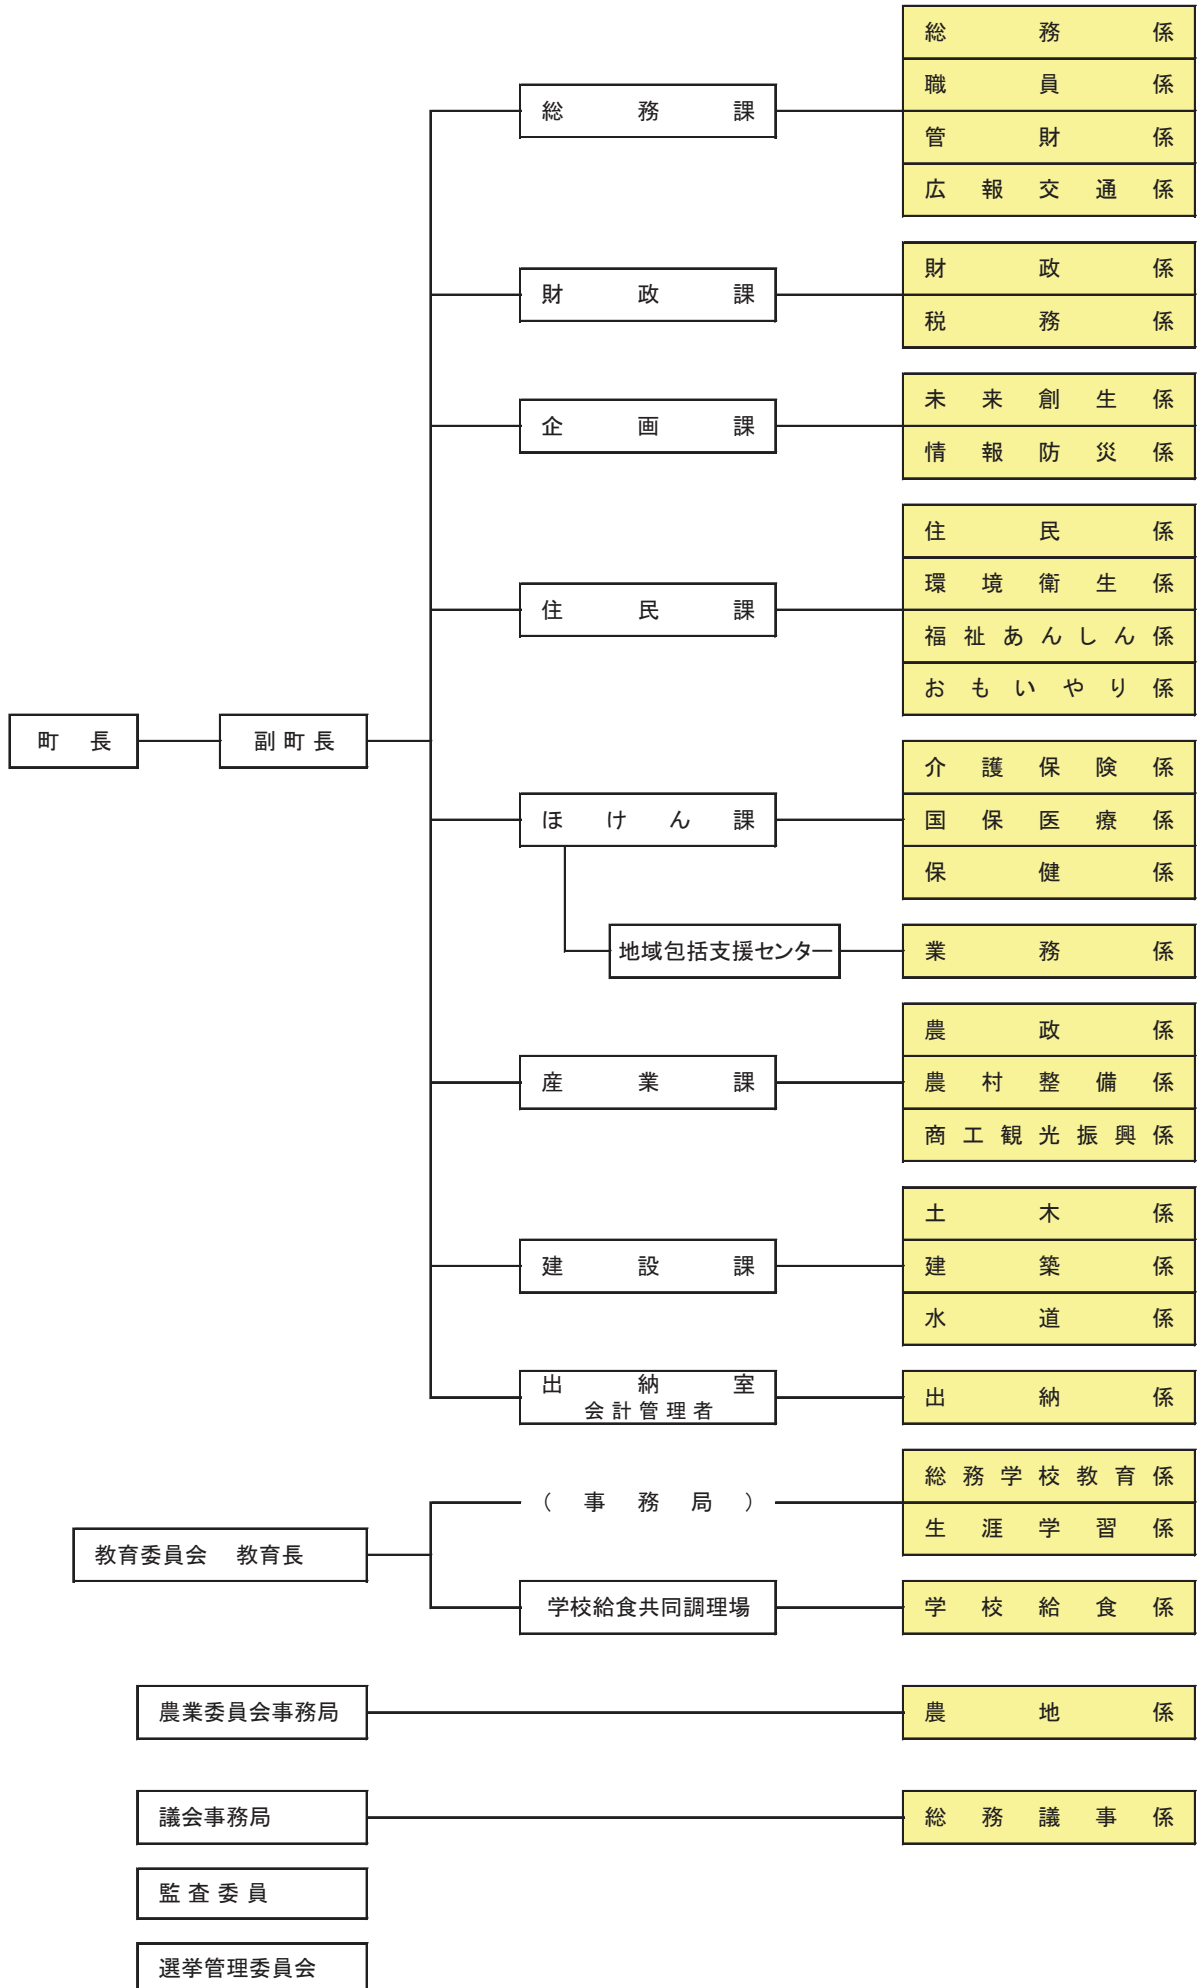 総務係
職員係
総務課
管財係
広報交通係
財政係
財政課
税務係
未来創生係
企画課
情報防災係
住民係
環境衛生係
住民課
福祉あんしん係
おもいやり係
町長
副町長
介護保険係
ほけん課
国保医療係
保健係
地域包括支援センター
業務係
農政係
産業課
農村整備係
商工観光振興係
土木係
建設課
建築係
水道係
出納室
会計管理者
出納係
総務学校教育係
(事務局)
生涯学習係
教育委員会 教育長
学校給食共同調理場
学校給食係
農業委員会事務局
農地係
議会事務局
総務議事係
監査委員
選挙管理委員会